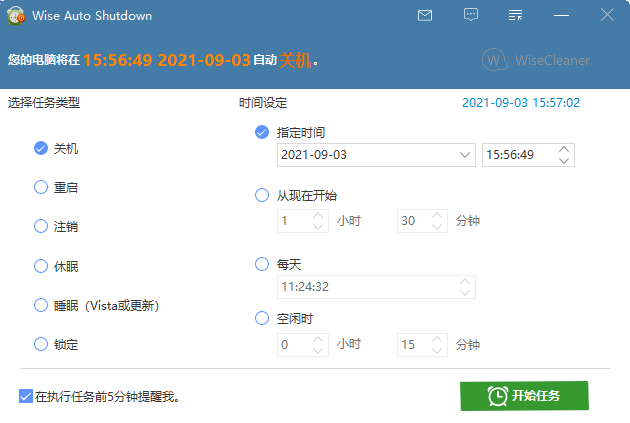 Wise Auto Shutdown
您的电脑将在 15:56:49 2021-09-03 自动 关机 。
WiseCleaner
选择任务类型
时间设定
2021-09-03 15:57:02
关机
重启
注销
休眠
睡眠（Vista或更新）
锁定
指定时间
2021-09-03
15:56:49
从现在开始
1 小时 30 分钟
每天
11:24:32
空闲时
0 小时 15 分钟
在执行任务前5分钟提醒我。
开始任务